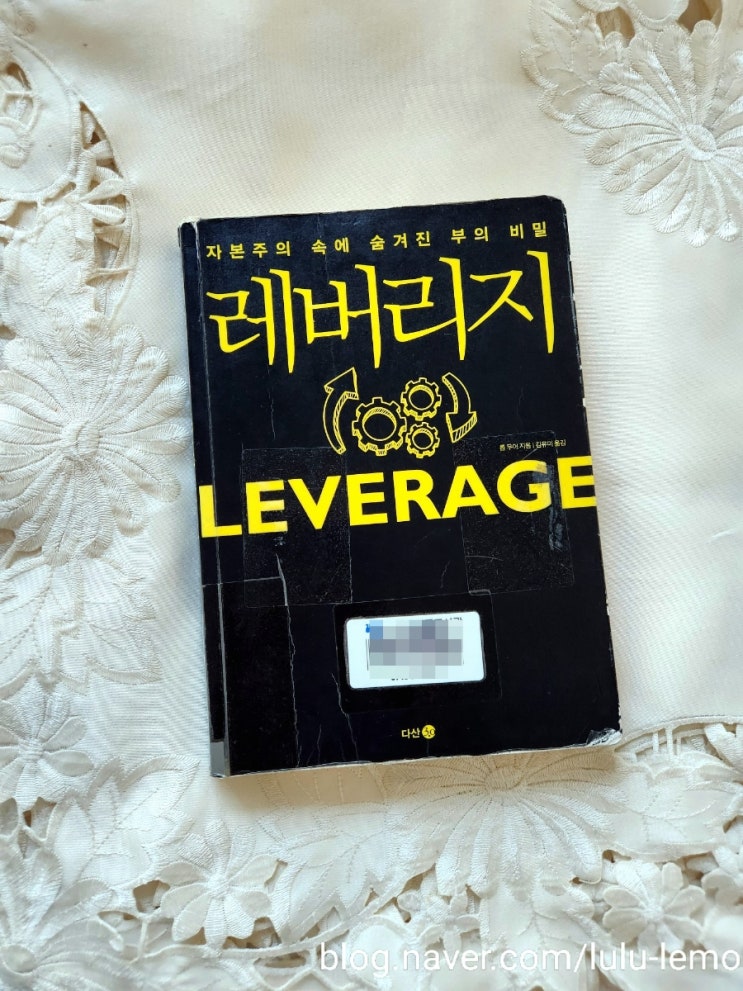 자본주의 속에 숨겨진 부의 비밀
레버리지
롭 무어 지음 | 김유미 옮김
LEVERAGE
다산
blog.naver.com/lulu-lemo